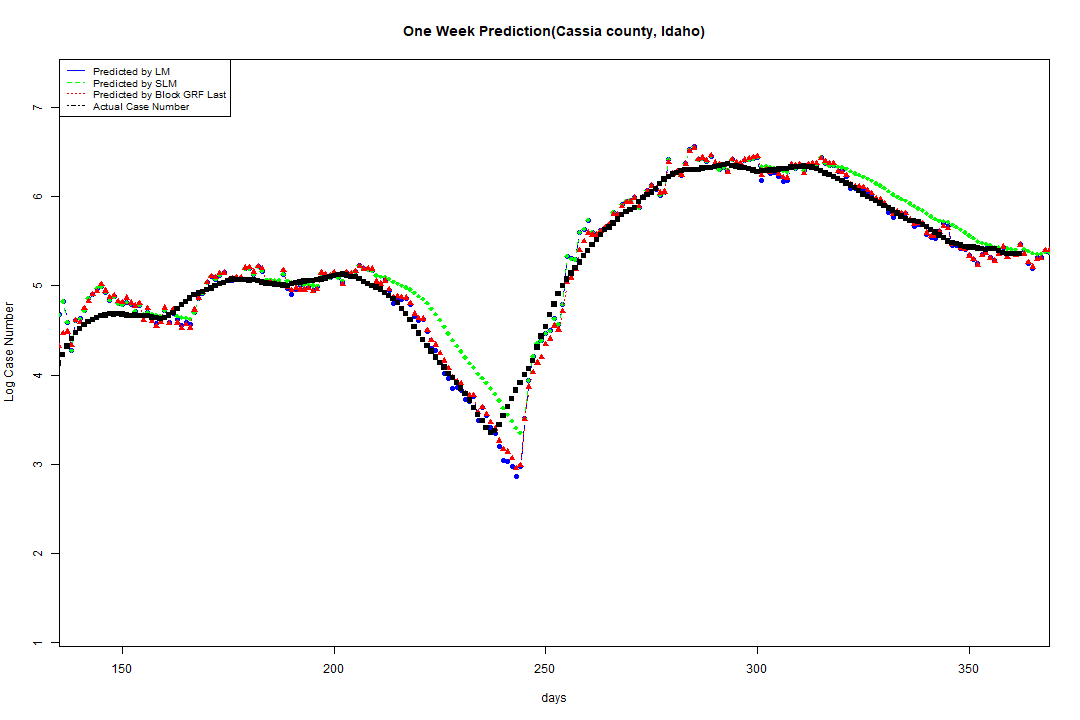 One Week Prediction(Cassia county, Idaho)
Predicted by LM
Predicted by SLM
Predicted by Block GRF Last
Actual Case Number
Log Case Number
7
6
5
4
3
2
1
150 200 250 300 350
days